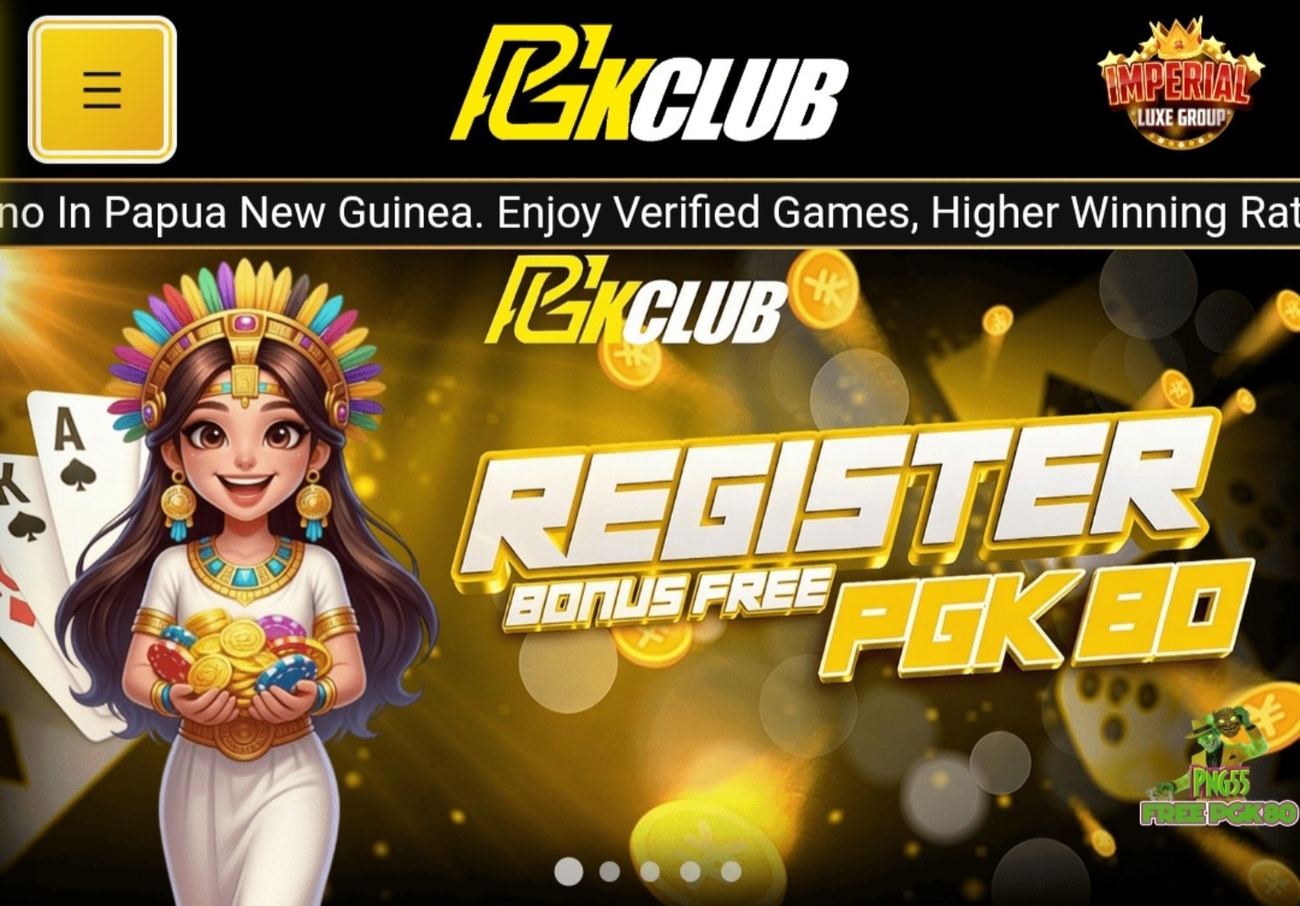 ☰
PGKCLUB
IMPERIAL
LUXE GROUP
no In Papua New Guinea. Enjoy Verified Games, Higher Winning Rat
PGKCLUB
A
K
REGISTER
BONUS FREE PGK 80
PNG55
FREE PGK80